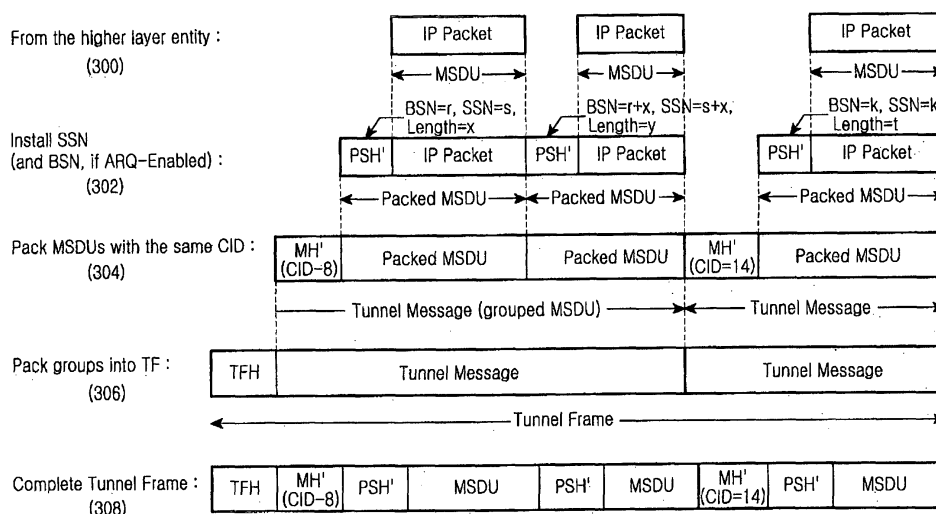 From the higher layer entity :
(300)
IP Packet IP Packet IP Packet
MSDU MSDU MSDU
BSN=r, SSN=s,
Length=x
BSN=r+x, SSN=s+x,
Length=y
BSN=k, SSN=k
Length=t
Install SSN
(and BSN, if ARQ-Enabled) :
(302)
PSH' IP Packet PSH' IP Packet PSH' IP Packet
Packed MSDU Packed MSDU Packed MSDU
Pack MSDUs with the same CID :
(304)
MH'
(CID-8)
Packed MSDU Packed MSDU
MH'
(CID=14)
Packed MSDU
Tunnel Message (grouped MSDU) Tunnel Message
Pack groups into TF :
(306)
TFH Tunnel Message Tunnel Message
Tunnel Frame
Complete Tunnel Frame :
(308)
TFH
MH'
(CID-8)
PSH' MSDU PSH' MSDU
MH'
(CID=14)
PSH' MSDU